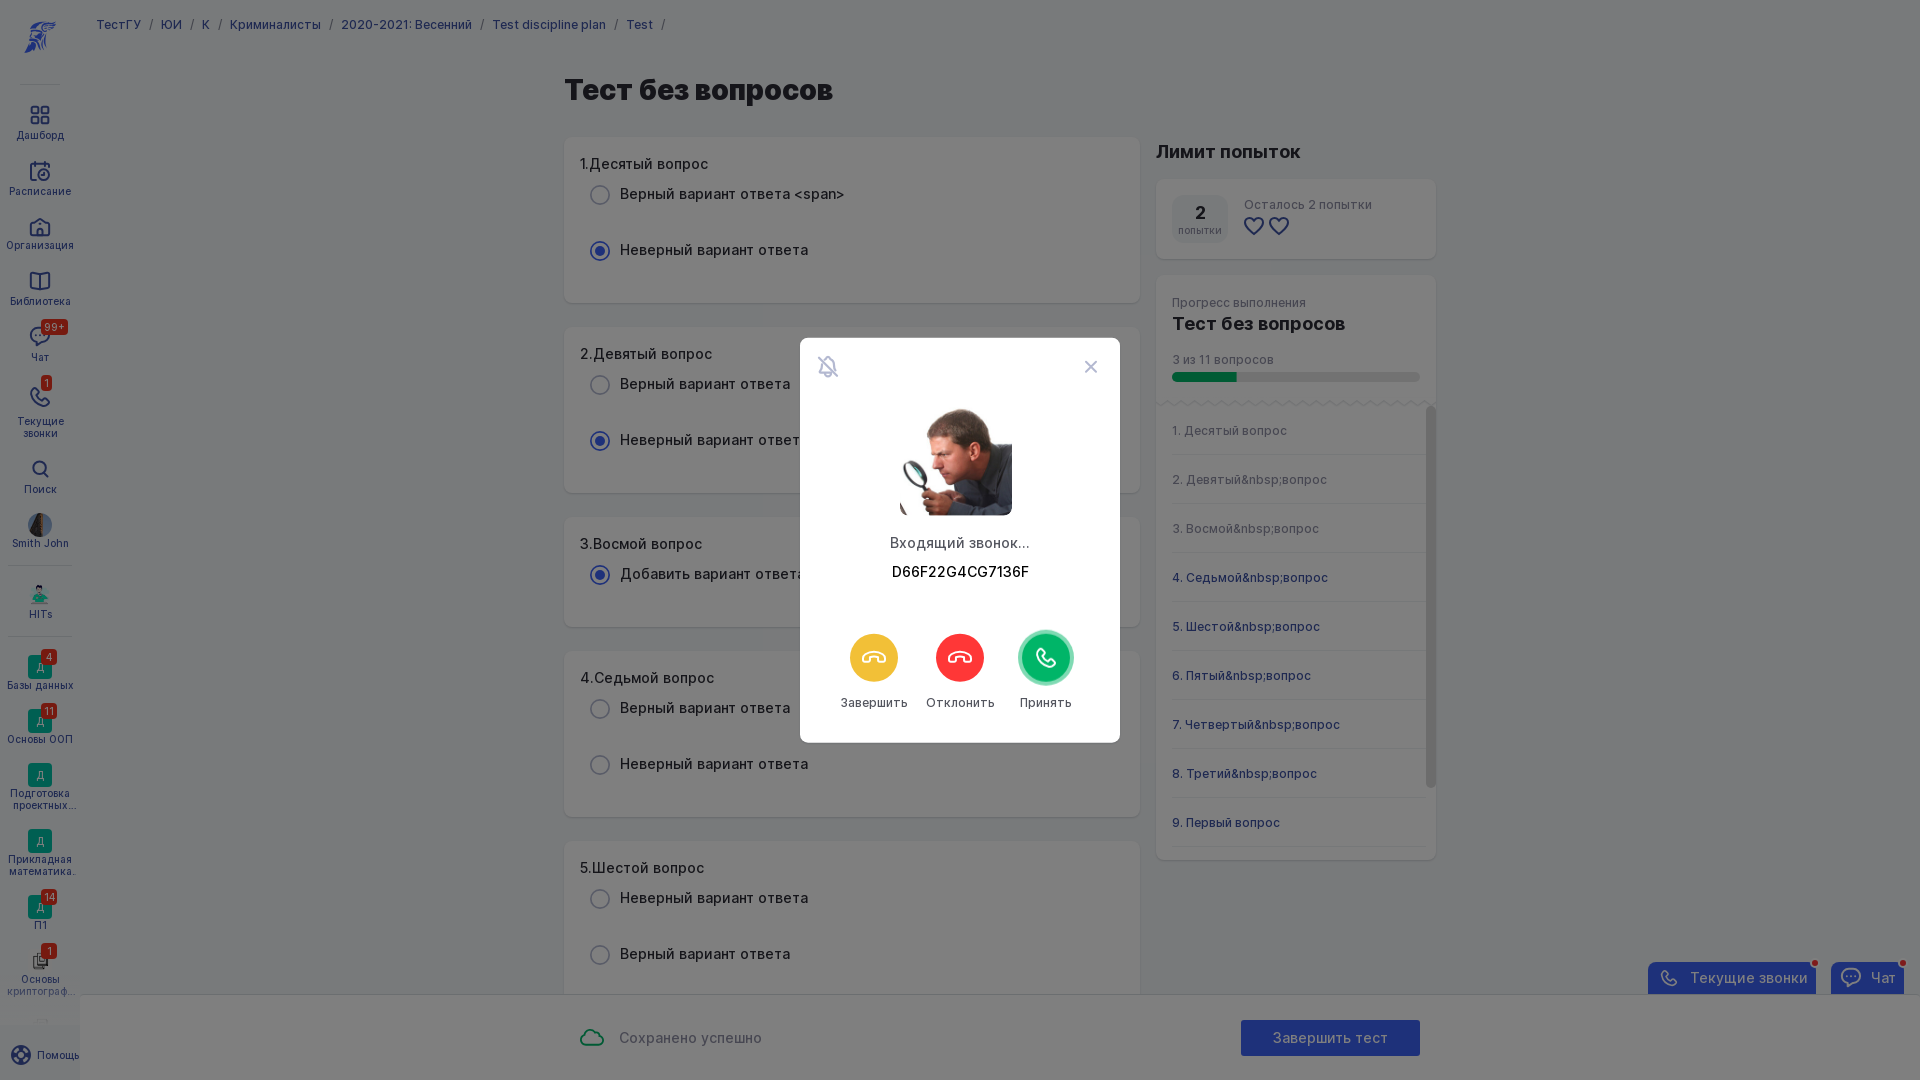 ТестГУ / ЮИ / К / Криминалисты / 2020-2021: Весенний / Test discipline plan / Test /
Дашборд
Расписание
Организация
Библиотека
99+
Чат
1
Текущие
звонки
Поиск
Smith John
HITs
4
Д
Базы данных
11
Д
Основы ООП
Д
Подготовка
проектных...
Д
Прикладная
математика.
14
Д
П1
1
Основы
криптограф...
Помощь
Тест без вопросов
1.Десятый вопрос
Верный вариант ответа <span>
Неверный вариант ответа
2.Девятый вопрос
Верный вариант ответа
Неверный вариант ответ
3.Восмой вопрос
Добавить вариант ответа
4.Седьмой вопрос
Верный вариант ответа
Неверный вариант ответа
5.Шестой вопрос
Неверный вариант ответа
Верный вариант ответа
Лимит попыток
2
попытки
Осталось 2 попытки
Прогресс выполнения
Тест без вопросов
3 из 11 вопросов
1. Десятый вопрос
2. Девятый&nbsp;вопрос
3. Восмой&nbsp;вопрос
4. Седьмой&nbsp;вопрос
5. Шестой&nbsp;вопрос
6. Пятый&nbsp;вопрос
7. Четвертый&nbsp;вопрос
8. Третий&nbsp;вопрос
9. Первый вопрос
Входящий звонок...
D66F22G4CG7136F
Завершить
Отклонить
Принять
Текущие звонки
Чат
Сохранено успешно
Завершить тест